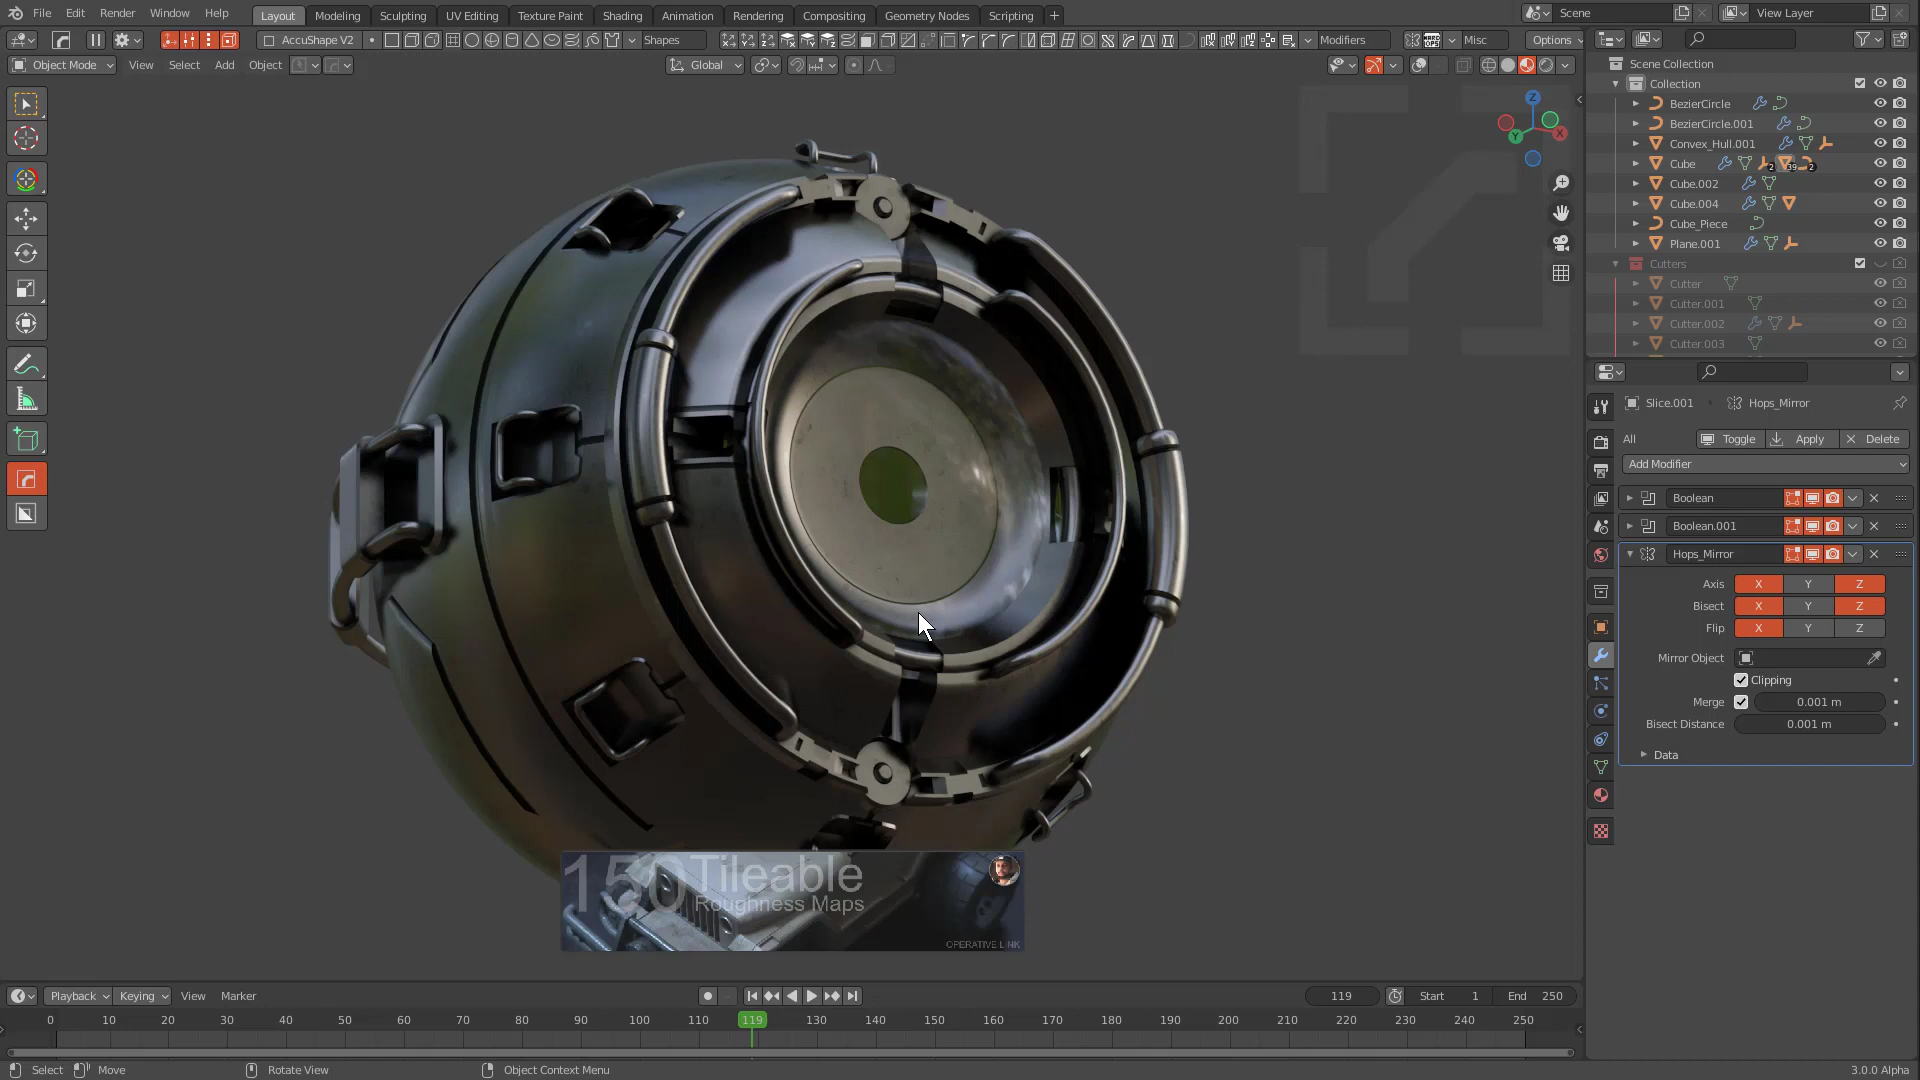 File Edit Render Window Help Layout Modeling Sculpting UV Editing Texture Paint Shading Animation Rendering Compositing Geometry Nodes Scripting + Scene View Layer
AccuShape V2 Shapes Modifiers Misc Options
Object Mode View Select Add Object Global
Scene Collection
Collection
BezierCircle
BezierCircle.001
Convex_Hull.001
Cube 2 39 2
Cube.002
Cube.004
Cube_Piece
Plane.001
Cutters
Cutter
Cutter.001
Cutter.002
Cutter.003
Z
X
Y
Slice.001 Hops_Mirror
All Toggle Apply Delete
Add Modifier
Boolean
Boolean.001
Hops_Mirror
Axis X Y Z
Bisect X Y Z
Flip X Y Z
Mirror Object
Clipping
Merge 0.001 m
Bisect Distance 0.001 m
Data
150 Tileable
Roughness Maps
OPERATIVE LINK
Playback Keying View Marker 119 Start 1 End 250
0 10 20 30 40 50 60 70 80 90 100 110 119 130 140 150 160 170 180 190 200 210 220 230 240 250
Select Move Rotate View Object Context Menu 3.0.0 Alpha